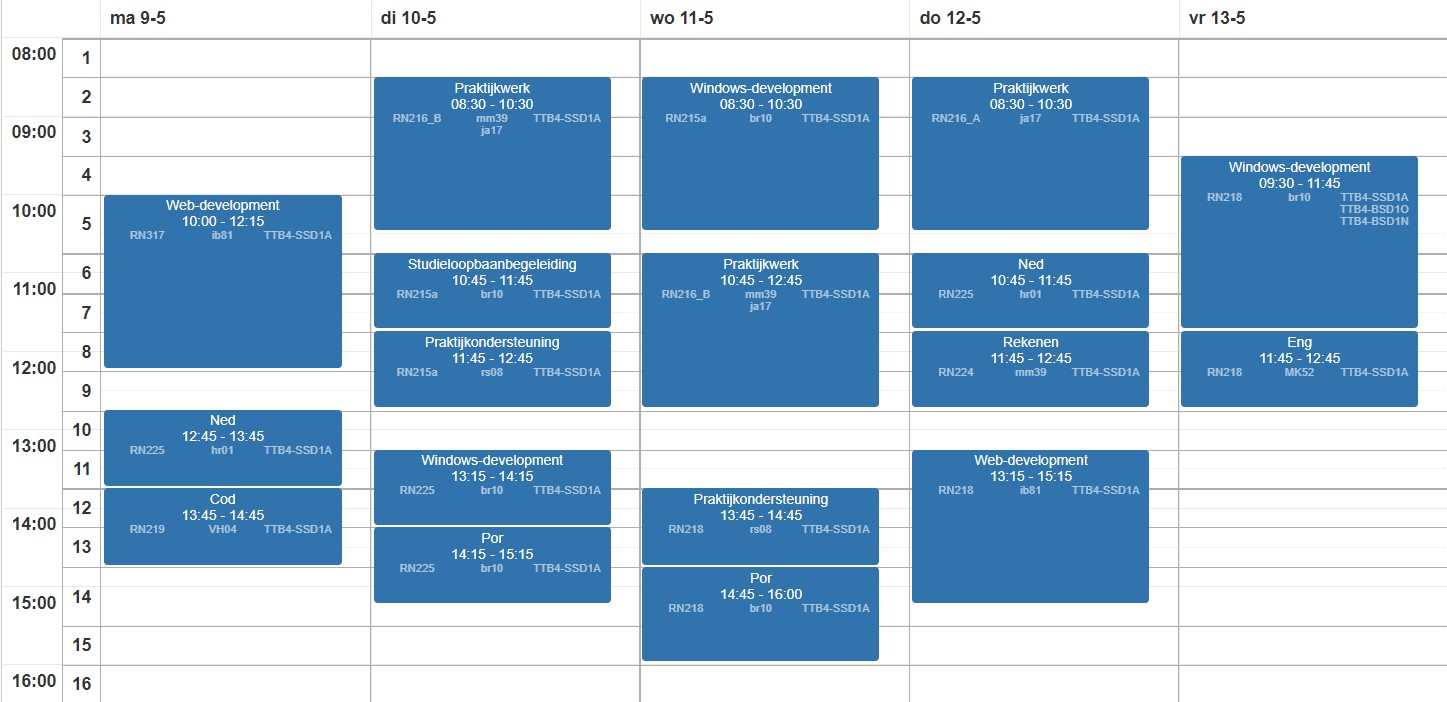 ma 9-5 di 10-5 wo 11-5 do 12-5 vr 13-5
08:00
09:00
10:00
11:00
12:00
13:00
14:00
15:00
16:00
1
2
3
4
5
6
7
8
9
10
11
12
13
14
15
16
Web-development
10:00 - 12:15
RN317 ib81 TTB4-SSD1A
Ned
12:45 - 13:45
RN225 hr01 TTB4-SSD1A
Cod
13:45 - 14:45
RN219 VH04 TTB4-SSD1A
Praktijkwerk
08:30 - 10:30
RN216_B mm39 TTB4-SSD1A
ja17
Studieloopbaanbegeleiding
10:45 - 11:45
RN215a br10 TTB4-SSD1A
Praktijkondersteuning
11:45 - 12:45
RN215a rs08 TTB4-SSD1A
Windows-development
13:15 - 14:15
RN225 br10 TTB4-SSD1A
Por
14:15 - 15:15
RN225 br10 TTB4-SSD1A
Windows-development
08:30 - 10:30
RN215a br10 TTB4-SSD1A
Praktijkwerk
10:45 - 12:45
RN216_B mm39 TTB4-SSD1A
ja17
Praktijkondersteuning
13:45 - 14:45
RN218 rs08 TTB4-SSD1A
Por
14:45 - 16:00
RN218 br10 TTB4-SSD1A
Praktijkwerk
08:30 - 10:30
RN216_A ja17 TTB4-SSD1A
Ned
10:45 - 11:45
RN225 hr01 TTB4-SSD1A
Rekenen
11:45 - 12:45
RN224 mm39 TTB4-SSD1A
Web-development
13:15 - 15:15
RN218 ib81 TTB4-SSD1A
Windows-development
09:30 - 11:45
RN218 br10 TTB4-SSD1A
TTB4-BSD1O
TTB4-BSD1N
Eng
11:45 - 12:45
RN218 MK52 TTB4-SSD1A